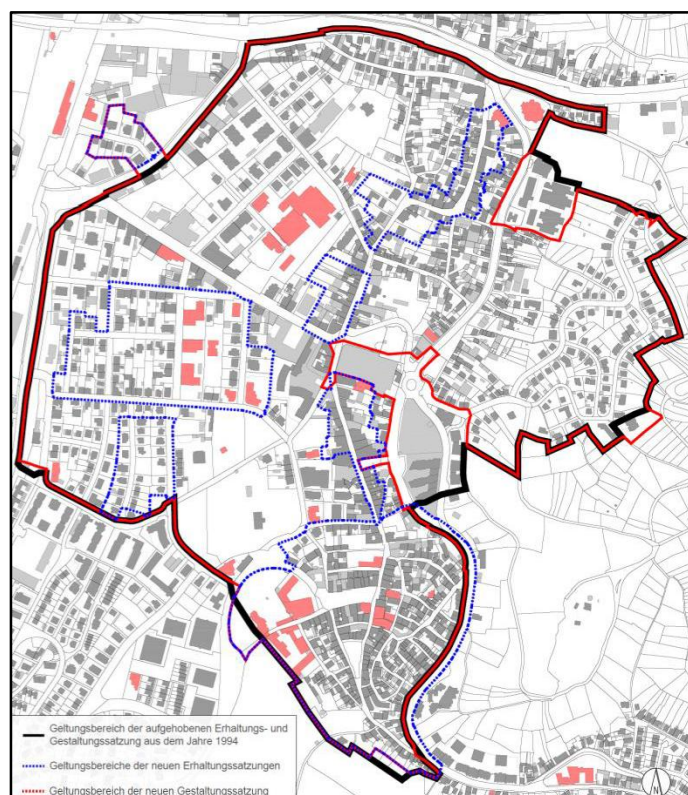 Geltungsbereich der aufgehobenen Erhaltungs- und
Gestaltungssatzung aus dem Jahre 1994
Geltungsbereiche der neuen Erhaltungssatzungen
Geltungsbereich der neuen Gestaltungssatzung
N